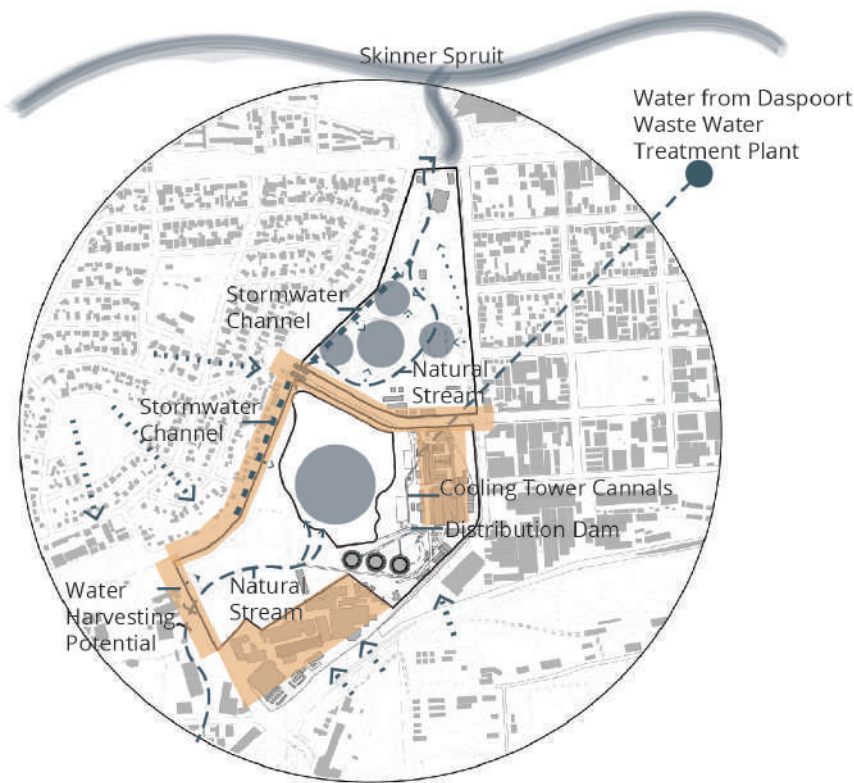 Skinner Spruit
Water from Daspoort
Waste Water
Treatment Plant
Stormwater
Channel
Natural
Stream
Stormwater
Channel
Cooling Tower Cannals
Distribution Dam
Water
Harvesting
Potential
Natural
Stream